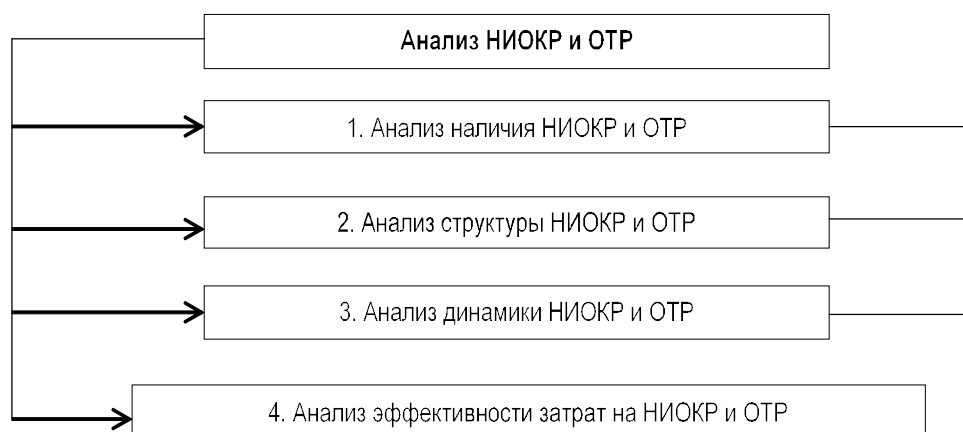 Анализ НИОКР и ОТР
1. Анализ наличия НИОКР и ОТР
2. Анализ структуры НИОКР и ОТР
3. Анализ динамики НИОКР и ОТР
4. Анализ эффективности затрат на НИОКР и ОТР